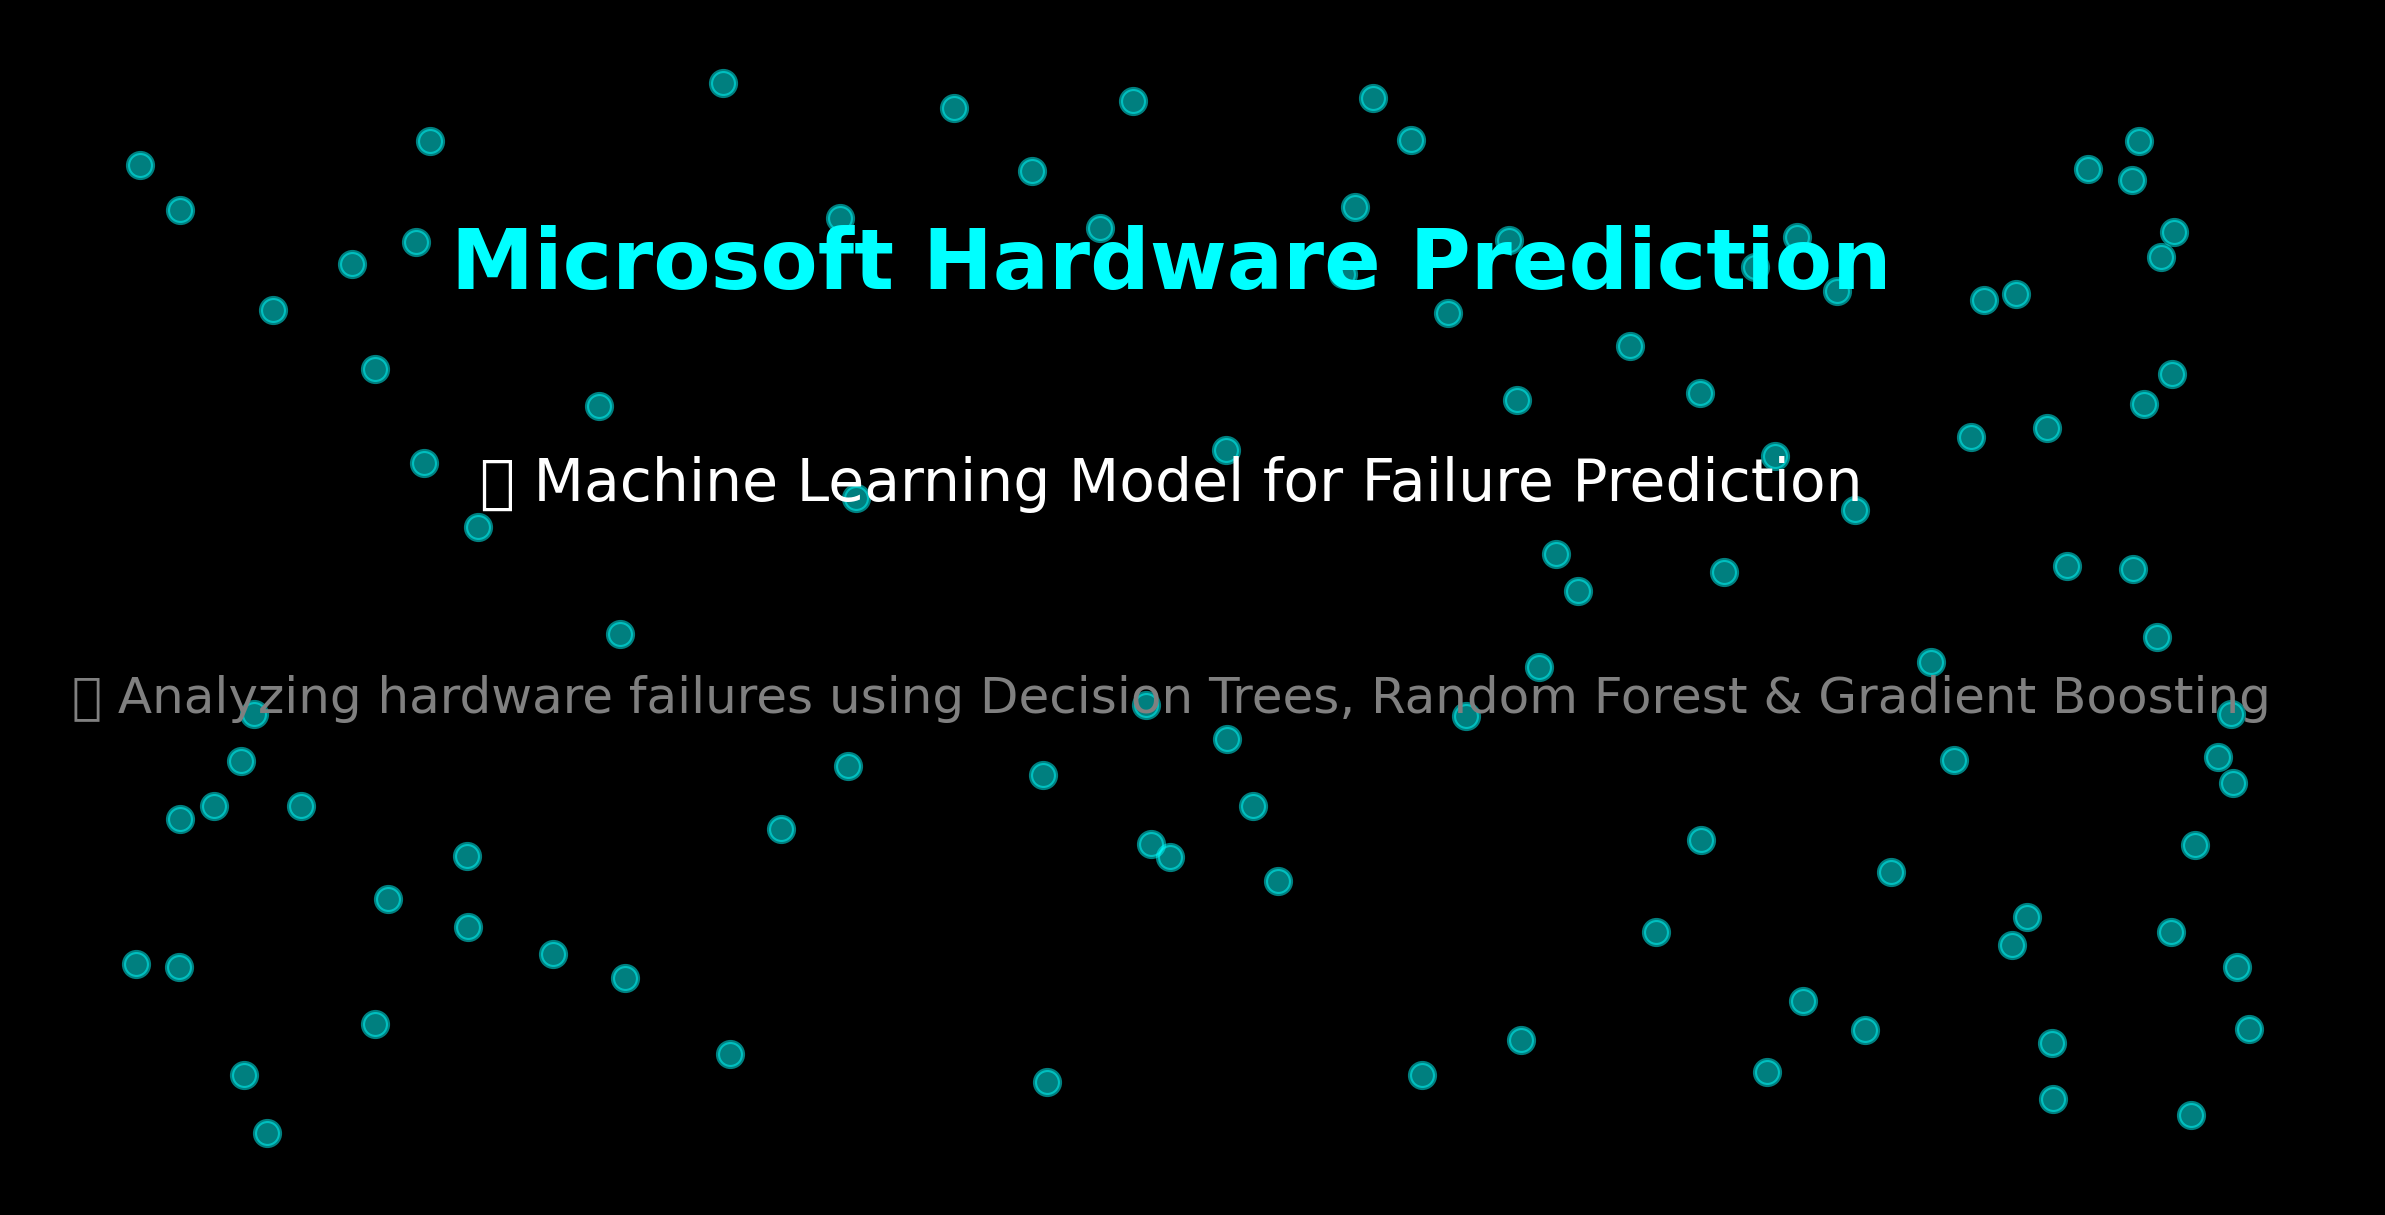 Microsoft Hardware Prediction
Machine Learning Model for Failure Prediction
Analyzing hardware failures using Decision Trees, Random Forest & Gradient Boosting